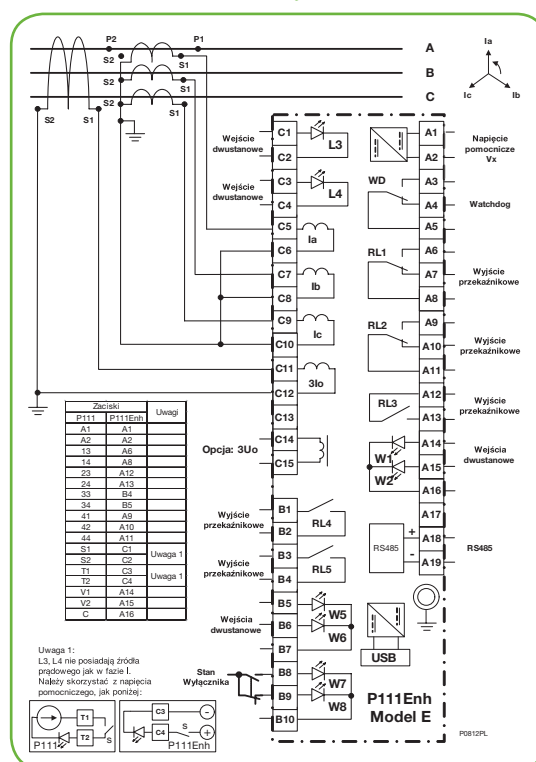 P2 P1 A
S2 S1
B
S2 S1
C
S2 S1 S2 S1
Ia
Ic Ib
Wejście dwustanowe
C1
C2
L3
Wejście dwustanowe
C3
C4
L4
C5
C6
Ia
C7
C8
Ib
C9
C10
Ic
C11
C12
3Io
C13
Opcja: 3Uo
C14
C15
Wyjście przekaźnikowe
B1
B2
RL4
Wyjście przekaźnikowe
B3
B4
RL5
Wejścia dwustanowe
B5
B6
B7
W5
W6
Stan Wyłącznika
B8
B9
B10
W7
W8
A1
A2
Napięcie pomocnicze Vx
WD
A3
A4
A5
Watchdog
RL1
A6
A7
A8
Wyjście przekaźnikowe
RL2
A9
A10
A11
Wyjście przekaźnikowe
RL3
A12
A13
Wyjście przekaźnikowe
W1
W2
A14
A15
A16
Wejścia dwustanowe
A17
RS485
+ A18
- A19
RS485
USB
P111Enh
Model E
P0812PL
Zaciski Uwagi
P111 P111Enh
A1 A1
A2 A2
13 A6
14 A8
23 A12
24 A13
33 B4
34 B5
41 A9
42 A10
44 A11
S1 C1 Uwaga 1
S2 C2
T1 C3 Uwaga 1
T2 C4
V1 A14
V2 A15
C A16
Uwaga 1:
L3, L4 nie posiadają źródła
prądowego jak w fazie I.
Należy skorzystać z napięcia
pomocniczego, jak poniżej:
T1
T2
S
P111
C3 -
C4 S +
P111Enh